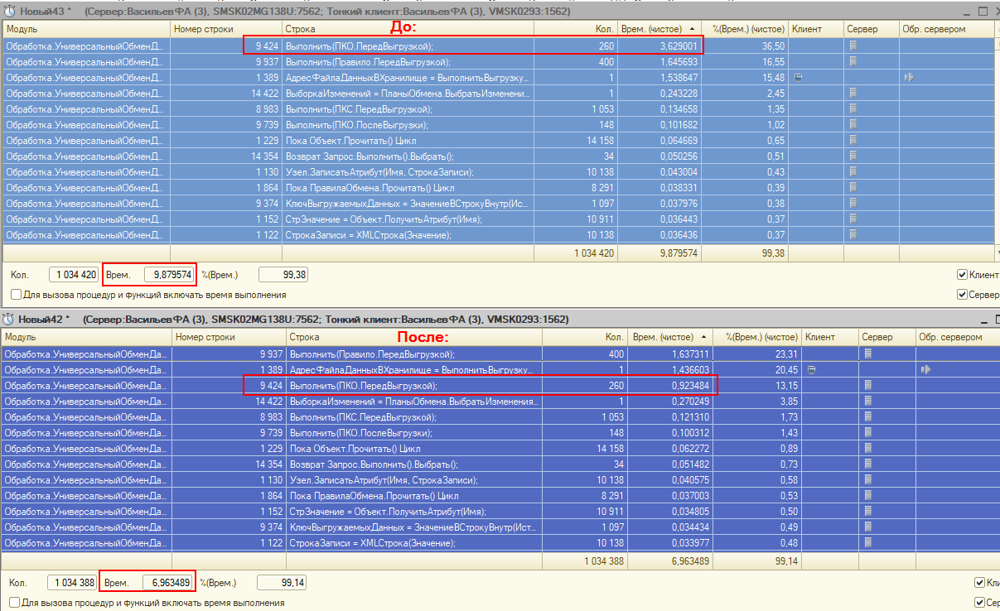 Новый43 * (Сервер:ВасильевФА (3), SMSK02MG138U:7562; Тонкий клиент:ВасильевФА (3), VMSK0293:1562)
До:
Модуль Номер строки Строка Кол. Врем. (чистое) %(Врем.) (чистое) Клиент Сервер Обр. сервером
Обработка.УниверсальныйОбменД... 9 424 Выполнить(ПКО.ПередВыгрузкой); 260 3,629001 36,50
Обработка.УниверсальныйОбменД... 9 937 Выполнить(Правило.ПередВыгрузкой); 400 1,645693 16,55
Обработка.УниверсальныйОбменД... 1 389 АдресФайлаДанныхВХранилище = ВыполнитьВыгрузку... 1 1,538647 15,48
Обработка.УниверсальныйОбменД... 14 422 ВыборкаИзменений = ПланыОбмена.ВыбратьИзменени... 1 0,243228 2,45
Обработка.УниверсальныйОбменД... 8 983 Выполнить(ПКС.ПередВыгрузкой); 1 053 0,134658 1,35
Обработка.УниверсальныйОбменД... 9 739 Выполнить(ПКО.ПослеВыгрузки); 148 0,101682 1,02
Обработка.УниверсальныйОбменД... 1 229 Пока Объект.Прочитать() Цикл 14 158 0,064669 0,65
Обработка.УниверсальныйОбменД... 14 354 Возврат Запрос.Выполнить().Выбрать(); 34 0,050256 0,51
Обработка.УниверсальныйОбменД... 1 130 Узел.ЗаписатьАтрибут(Имя, СтрокаЗаписи); 10 138 0,043004 0,43
Обработка.УниверсальныйОбменД... 1 864 Пока ПравилаОбмена.Прочитать() Цикл 8 291 0,038331 0,39
Обработка.УниверсальныйОбменД... 9 374 КлючВыгружаемыхДанных = ЗначениеВСтрокуВнутр(Ис... 1 097 0,037976 0,38
Обработка.УниверсальныйОбменД... 1 152 СтрЗначение = Объект.ПолучитьАтрибут(Имя); 10 911 0,036443 0,37
Обработка.УниверсальныйОбменД... 1 122 СтрокаЗаписи = XMLСтрока(Значение); 10 138 0,036436 0,37
1 034 420 9,879574 99,38
Кол. 1 034 420 Врем. 9,879574 %(Врем.) 99,38 Клиент
Для вызова процедур и функций включать время выполнения Сервер
Новый42 * (Сервер:ВасильевФА (3), SMSK02MG138U:7562; Тонкий клиент:ВасильевФА (3), VMSK0293:1562)
После:
Модуль Номер строки Строка Кол. Врем. (чистое) %(Врем.) (чистое) Клиент Сервер Обр. сервером
Обработка.УниверсальныйОбменДа... 9 937 Выполнить(Правило.ПередВыгрузкой); 400 1,637311 23,31
Обработка.УниверсальныйОбменДа... 1 389 АдресФайлаДанныхВХранилище = ВыполнитьВыгрузку... 1 1,436603 20,45
Обработка.УниверсальныйОбменДа... 9 424 Выполнить(ПКО.ПередВыгрузкой); 260 0,923484 13,15
Обработка.УниверсальныйОбменДа... 14 422 ВыборкаИзменений = ПланыОбмена.ВыбратьИзменения... 1 0,270249 3,85
Обработка.УниверсальныйОбменДа... 8 983 Выполнить(ПКС.ПередВыгрузкой); 1 053 0,121310 1,73
Обработка.УниверсальныйОбменДа... 9 739 Выполнить(ПКО.ПослеВыгрузки); 148 0,100312 1,43
Обработка.УниверсальныйОбменДа... 1 229 Пока Объект.Прочитать() Цикл 14 158 0,062272 0,89
Обработка.УниверсальныйОбменДа... 14 354 Возврат Запрос.Выполнить().Выбрать(); 34 0,051482 0,73
Обработка.УниверсальныйОбменДа... 1 130 Узел.ЗаписатьАтрибут(Имя, СтрокаЗаписи); 10 138 0,040575 0,58
Обработка.УниверсальныйОбменДа... 1 864 Пока ПравилаОбмена.Прочитать() Цикл 8 291 0,037003 0,53
Обработка.УниверсальныйОбменДа... 1 152 СтрЗначение = Объект.ПолучитьАтрибут(Имя); 10 911 0,034805 0,50
Обработка.УниверсальныйОбменДа... 9 374 КлючВыгружаемыхДанных = ЗначениеВСтрокуВнутр(Ист... 1 097 0,034434 0,49
Обработка.УниверсальныйОбменДа... 1 122 СтрокаЗаписи = XMLСтрока(Значение); 10 138 0,033977 0,48
1 034 388 6,963489 99,14
Кол. 1 034 388 Врем. 6,963489 %(Врем.) 99,14 Кли
Для вызова процедур и функций включать время выполнения Сер